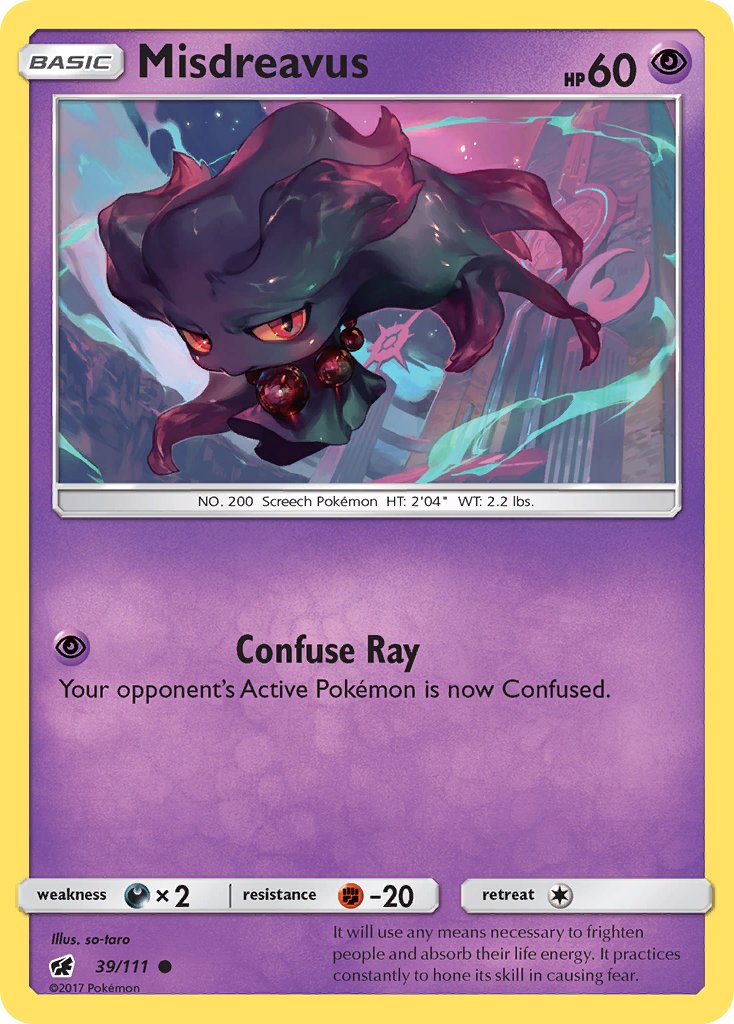 BASIC Misdreavus HP60
NO. 200 Screech Pokémon HT: 2'04" WT: 2.2 lbs.
Confuse Ray
Your opponent's Active Pokémon is now Confused.
weakness ×2 resistance -20 retreat
Illus. so-taro
39/111
©2017 Pokémon
It will use any means necessary to frighten
people and absorb their life energy. It practices
constantly to hone its skill in causing fear.